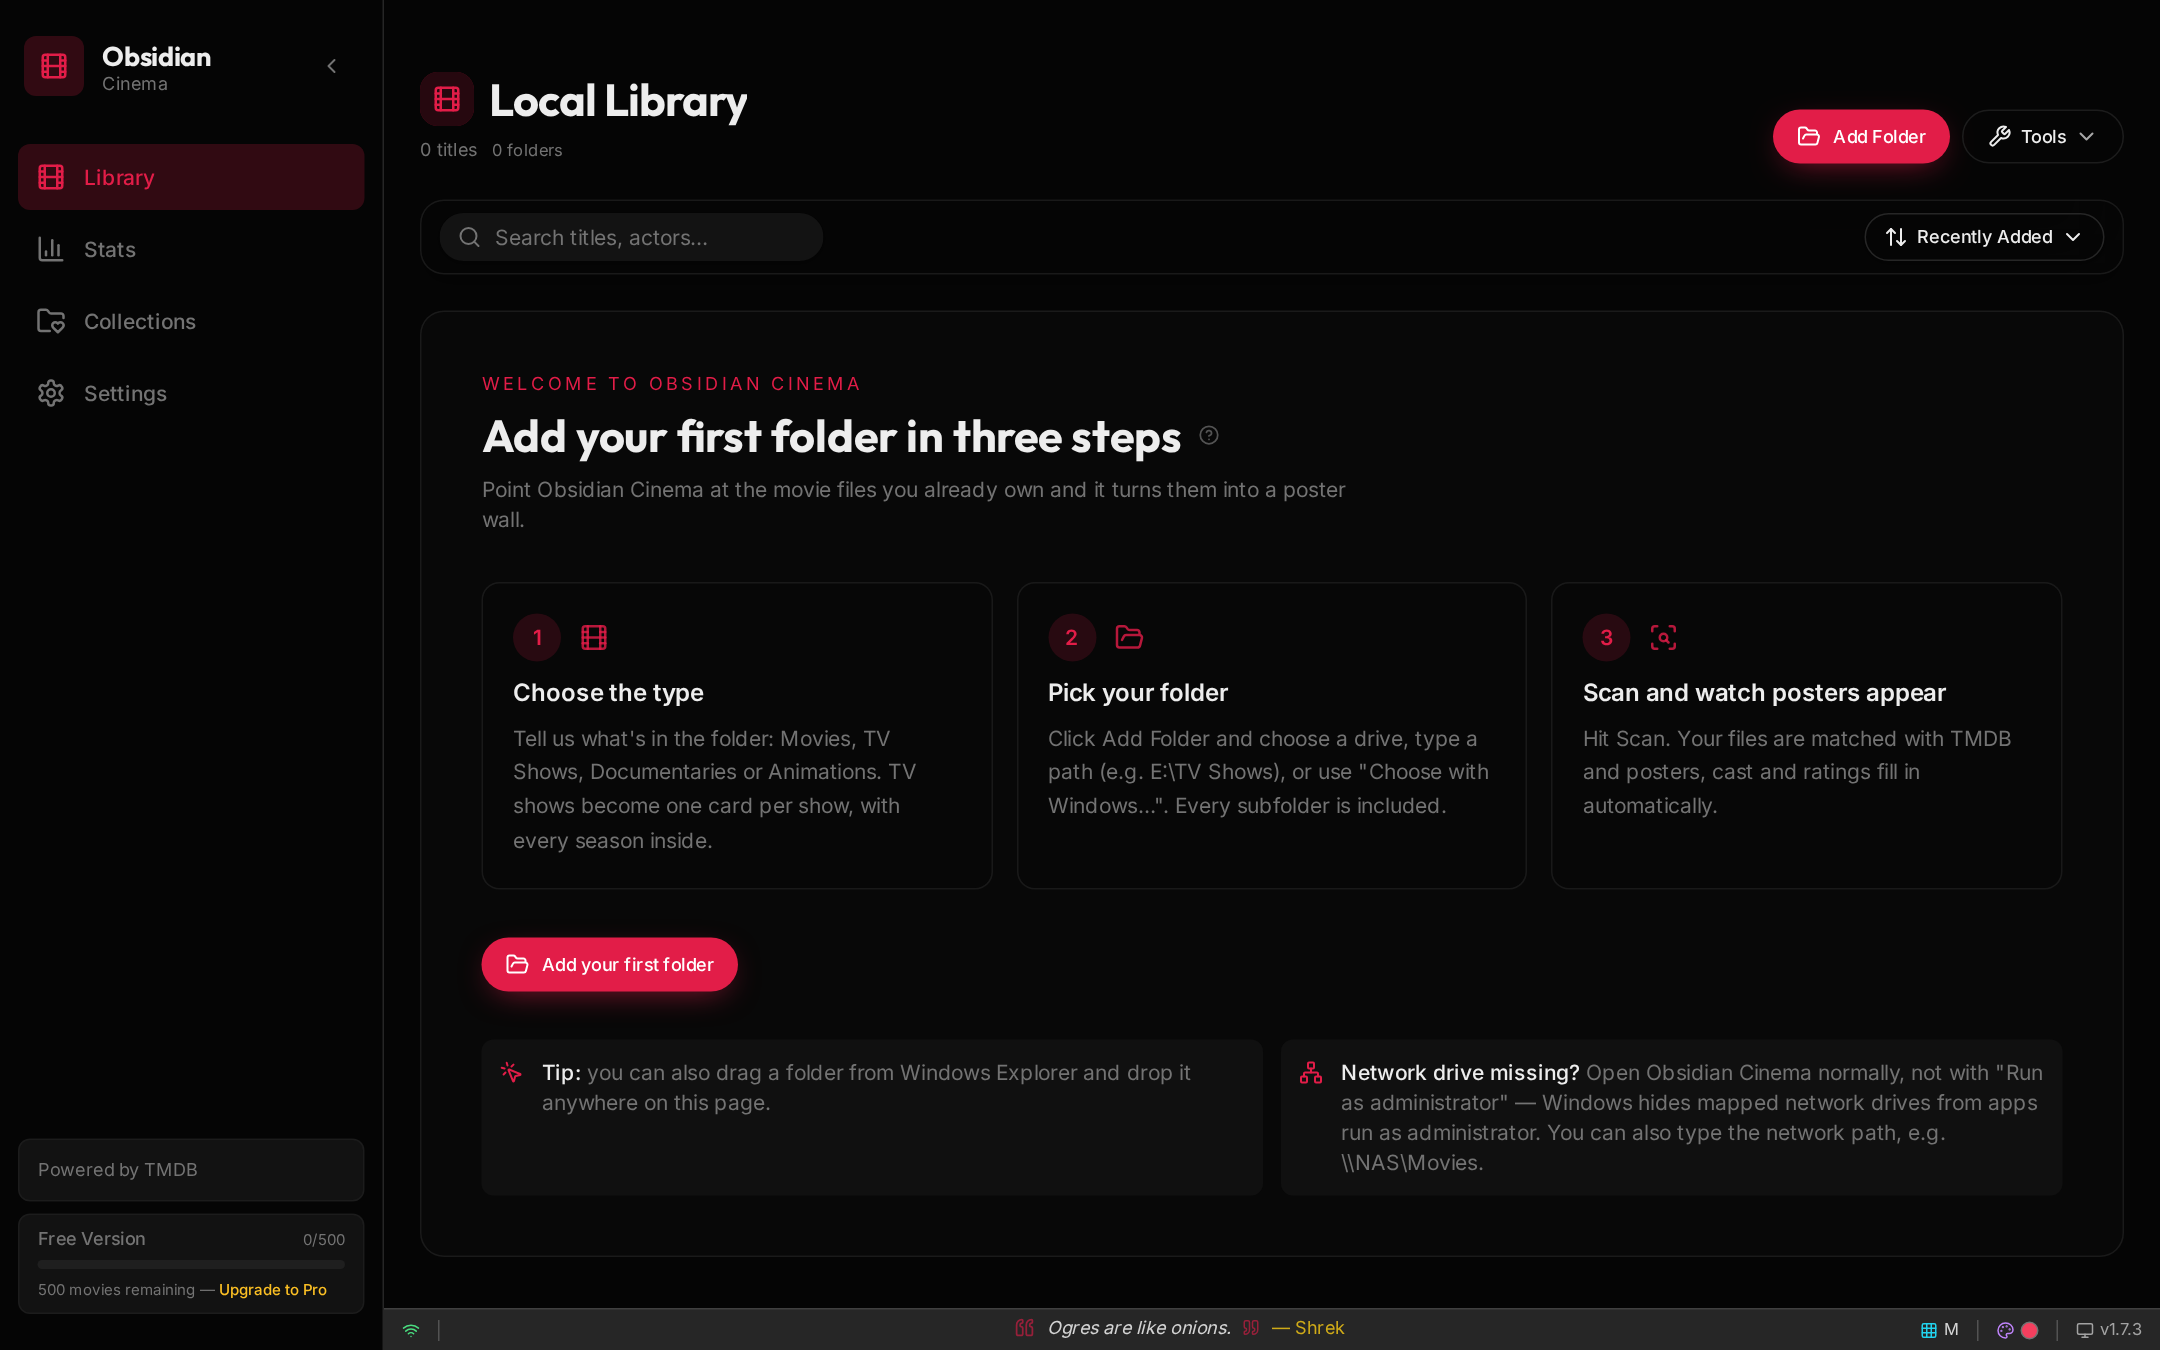 Obsidian
Cinema
Library
Stats
Collections
Settings
Powered by TMDB
Free Version 0/500
500 movies remaining — Upgrade to Pro
Local Library
0 titles 0 folders
Add Folder
Tools
Search titles, actors...
Recently Added
WELCOME TO OBSIDIAN CINEMA
Add your first folder in three steps
Point Obsidian Cinema at the movie files you already own and it turns them into a poster
wall.
1
Choose the type
Tell us what's in the folder: Movies, TV
Shows, Documentaries or Animations. TV
shows become one card per show, with
every season inside.
2
Pick your folder
Click Add Folder and choose a drive, type a
path (e.g. E:\TV Shows), or use "Choose with
Windows...". Every subfolder is included.
3
Scan and watch posters appear
Hit Scan. Your files are matched with TMDB
and posters, cast and ratings fill in
automatically.
Add your first folder
Tip: you can also drag a folder from Windows Explorer and drop it
anywhere on this page.
Network drive missing? Open Obsidian Cinema normally, not with "Run
as administrator" — Windows hides mapped network drives from apps
run as administrator. You can also type the network path, e.g.
\\NAS\Movies.
Ogres are like onions. — Shrek
M
v1.7.3